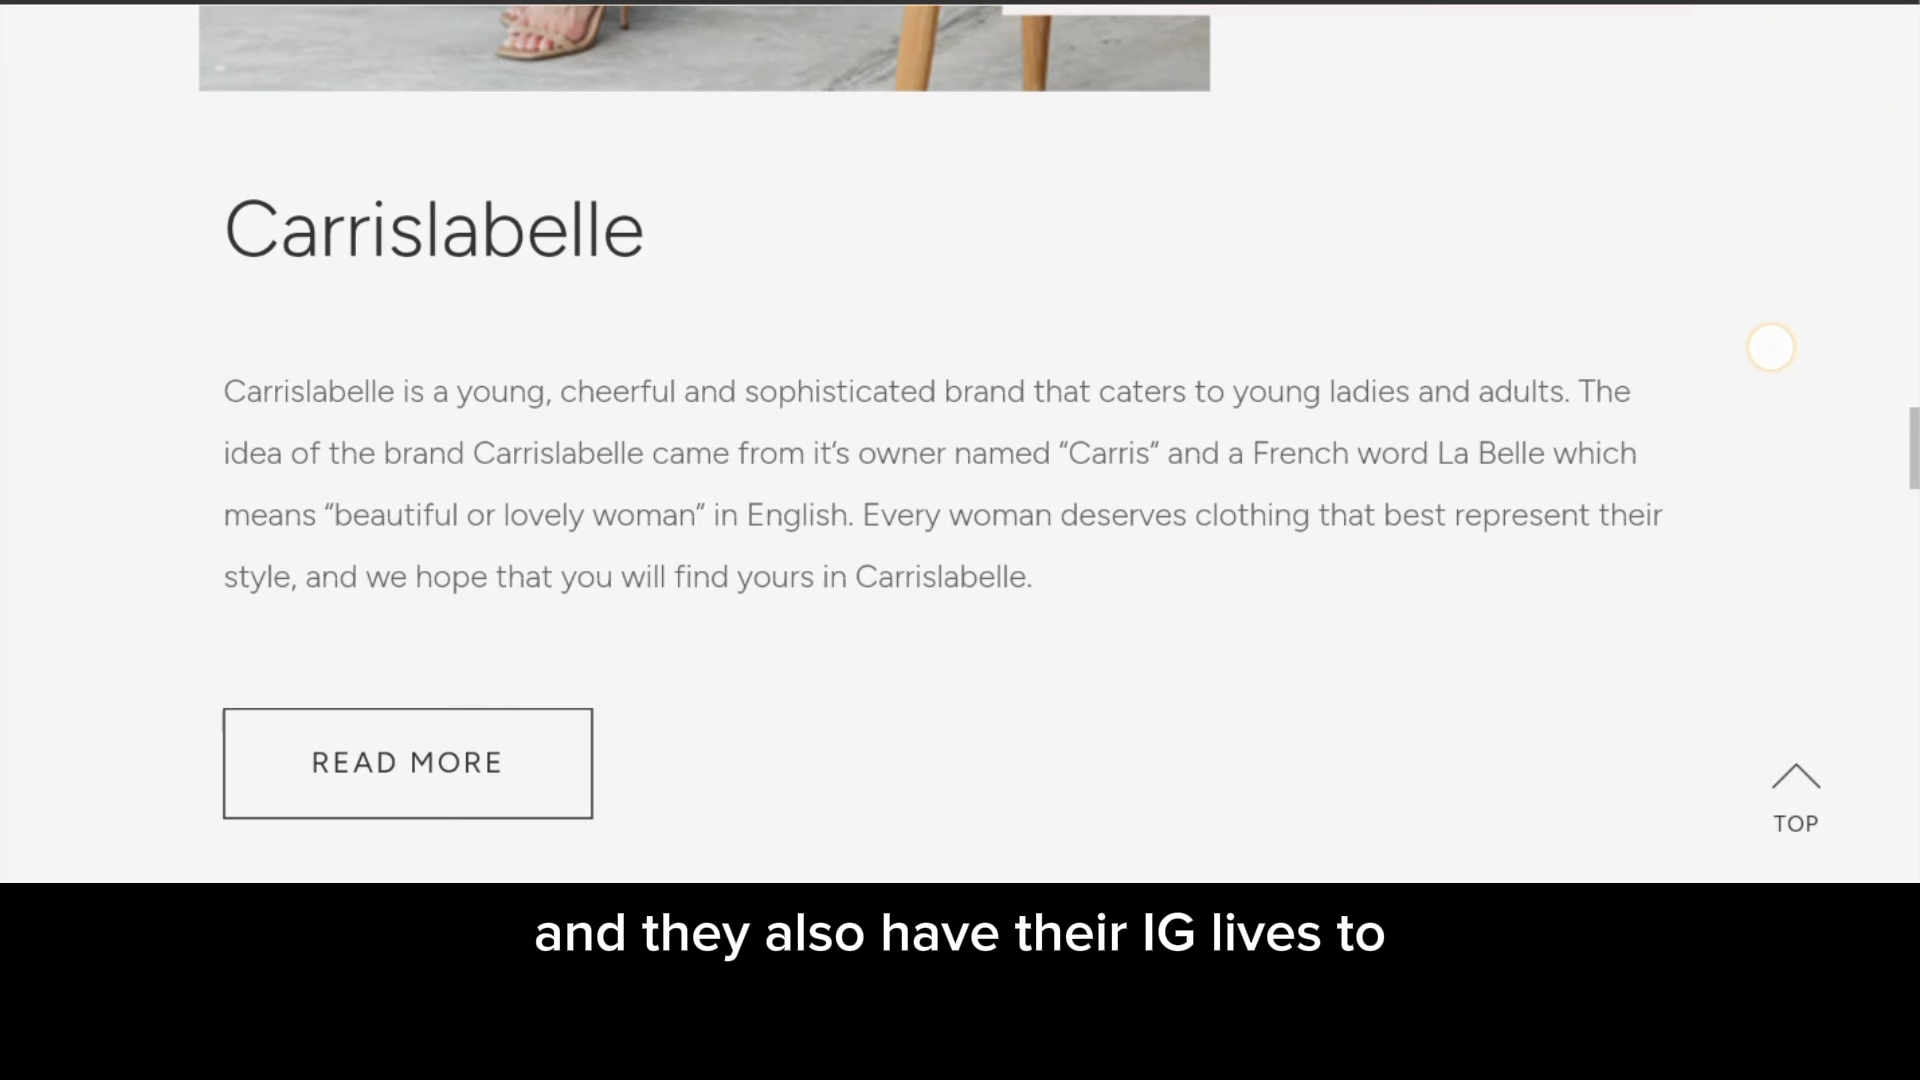 Carrislabelle
Carrislabelle is a young, cheerful and sophisticated brand that caters to young ladies and adults. The
idea of the brand Carrislabelle came from it’s owner named “Carris” and a French word La Belle which
means “beautiful or lovely woman” in English. Every woman deserves clothing that best represent their
style, and we hope that you will find yours in Carrislabelle.
READ MORE
TOP
and they also have their IG lives to